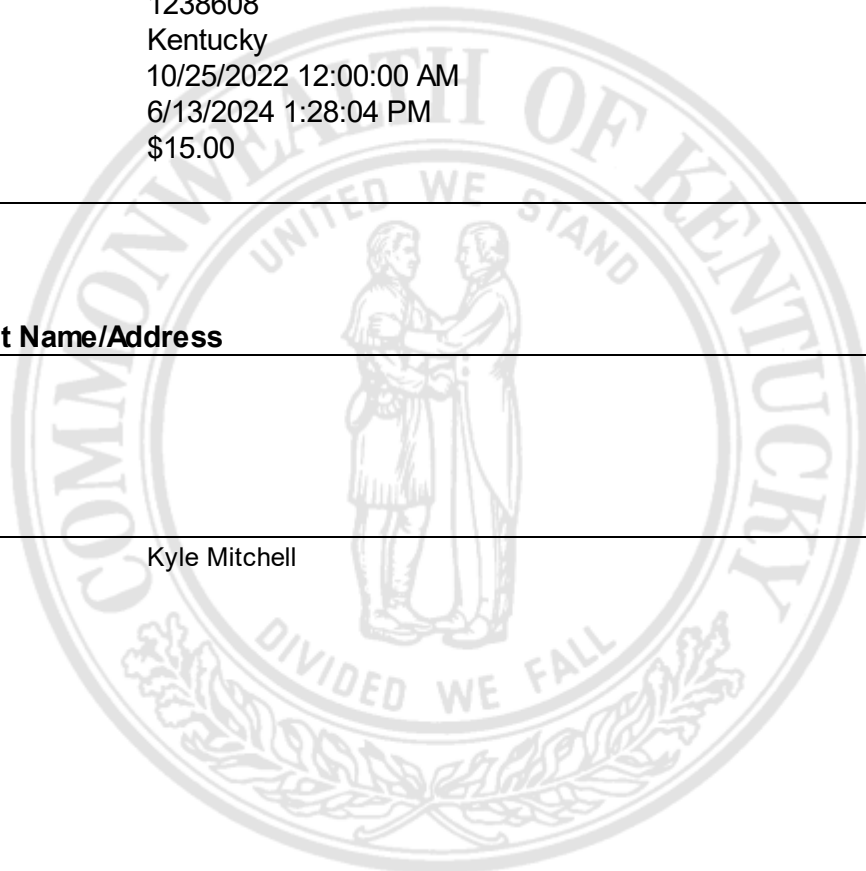 1238608
Kentucky
10/25/2022 12:00:00 AM
6/13/2024 1:28:04 PM
$15.00
COMMONWEALTH OF KENTUCKY
UNITED WE STAND
t Name/Address
Kyle Mitchell
DIVIDED WE FALL